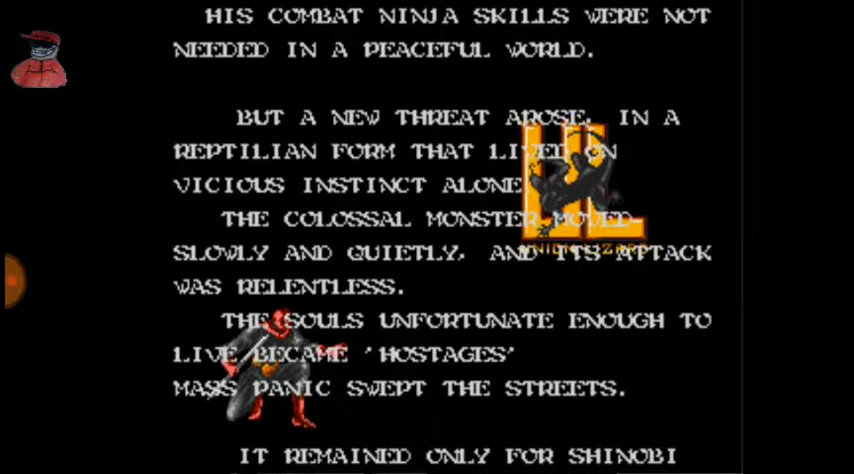 HIS COMBAT NINJA SKILLS WERE NOT
NEEDED IN A PEACEFUL WORLD.
BUT A NEW THREAT AROSE. IN A
REPTILIAN FORM THAT LIVED ON
VICIOUS INSTINCT ALONE
THE COLOSSAL MONSTER MOVED
SLOWLY AND QUIETLY. AND ITS ATTACK
WAS RELENTLESS.
THE SOULS UNFORTUNATE ENOUGH TO
LIVE BECAME 'HOSTAGES'
MASS PANIC SWEPT THE STREETS.
IT REMAINED ONLY FOR SHINOBI